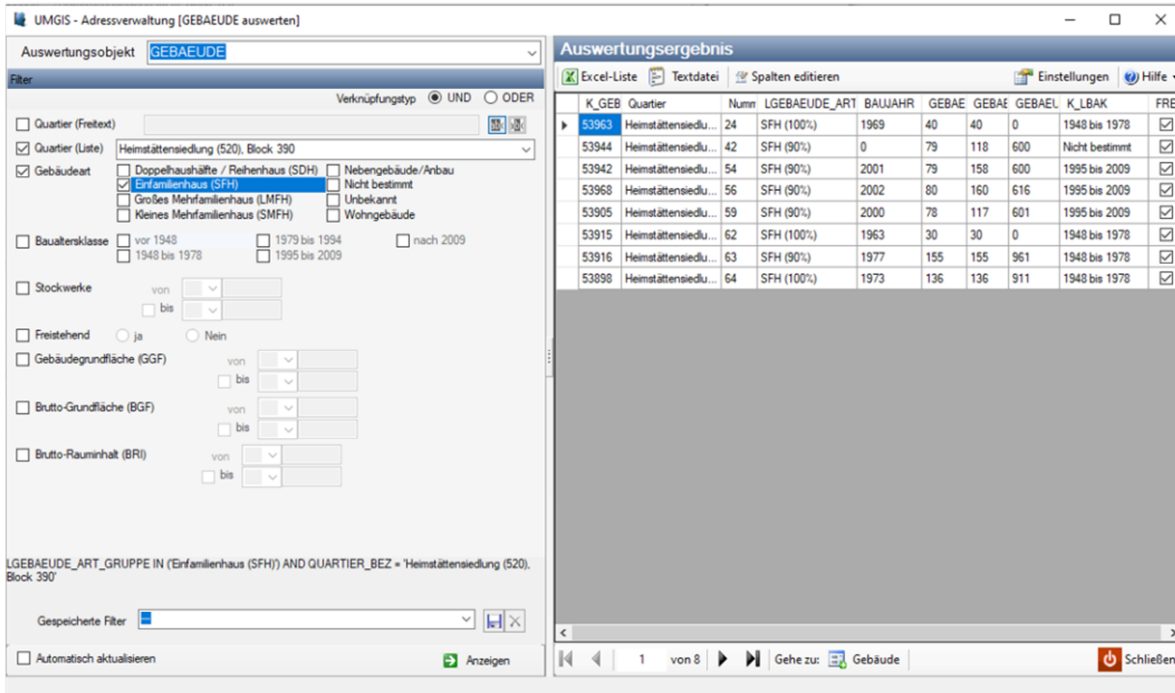 UMGIS - Adressverwaltung [GEBAEUDE auswerten]
Auswertungsobjekt GEBAEUDE
Filter
Verknüpfungstyp UND ODER
Quartier (Freitext)
Quartier (Liste) Heimstättensiedlung (520), Block 390
Gebäudeart Doppelhaushälfte / Reihenhaus (SDH) Nebengebäude/Anbau
Einfamilienhaus (SFH) Nicht bestimmt
Großes Mehrfamilienhaus (LMFH) Unbekannt
Kleines Mehrfamilienhaus (SMFH) Wohngebäude
Baualtersklasse vor 1948 1979 bis 1994 nach 2009
1948 bis 1978 1995 bis 2009
Stockwerke von
bis
Freistehend ja Nein
Gebäudegrundfläche (GGF) von
bis
Brutto-Grundfläche (BGF) von
bis
Brutto-Rauminhalt (BRI) von
bis
LGEBAEUDE_ART_GRUPPE IN ('Einfamilienhaus (SFH)') AND QUARTIER_BEZ = 'Heimstättensiedlung (520),
Block 390'
Gespeicherte Filter
Automatisch aktualisieren Anzeigen
Auswertungsergebnis
Excel-Liste Textdatei Spalten editieren Einstellungen Hilfe
K_GEB Quartier Numm LGEBAEUDE_ART BAUJAHR GEBAE GEBAE GEBAEU K_LBAK FRE
53963 Heimstättensiedlu... 24 SFH (100%) 1969 40 40 0 1948 bis 1978
53944 Heimstättensiedlu... 42 SFH (90%) 0 79 118 600 Nicht bestimmt
53942 Heimstättensiedlu... 54 SFH (90%) 2001 79 158 600 1995 bis 2009
53968 Heimstättensiedlu... 56 SFH (90%) 2002 80 160 616 1995 bis 2009
53905 Heimstättensiedlu... 59 SFH (90%) 2000 78 117 601 1995 bis 2009
53915 Heimstättensiedlu... 62 SFH (100%) 1963 30 30 0 1948 bis 1978
53916 Heimstättensiedlu... 63 SFH (90%) 1977 155 155 961 1948 bis 1978
53898 Heimstättensiedlu... 64 SFH (100%) 1973 136 136 911 1948 bis 1978
1 von 8 Gehe zu: Gebäude Schließen